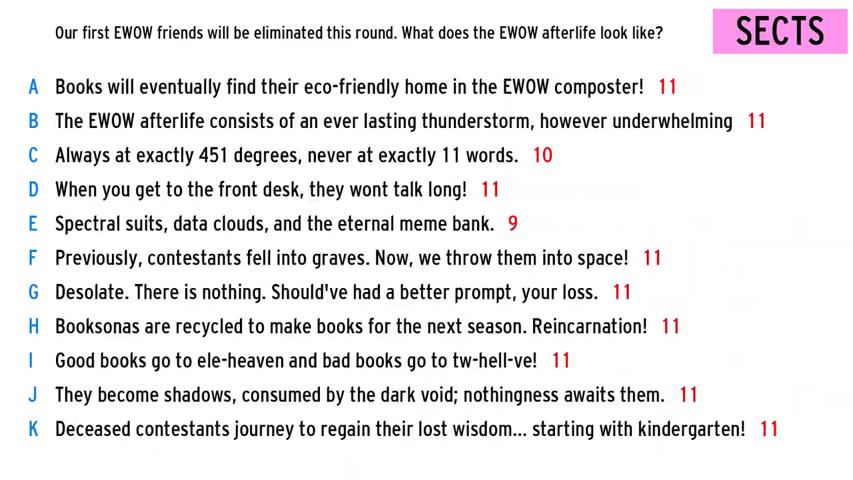 Our first EWOW friends will be eliminated this round. What does the EWOW afterlife look like?
SECTS
A Books will eventually find their eco-friendly home in the EWOW composter! 11
B The EWOW afterlife consists of an ever lasting thunderstorm, however underwhelming 11
C Always at exactly 451 degrees, never at exactly 11 words. 10
D When you get to the front desk, they wont talk long! 11
E Spectral suits, data clouds, and the eternal meme bank. 9
F Previously, contestants fell into graves. Now, we throw them into space! 11
G Desolate. There is nothing. Should've had a better prompt, your loss. 11
H Booksonas are recycled to make books for the next season. Reincarnation! 11
I Good books go to ele-heaven and bad books go to tw-hell-ve! 11
J They become shadows, consumed by the dark void; nothingness awaits them. 11
K Deceased contestants journey to regain their lost wisdom... starting with kindergarten! 11